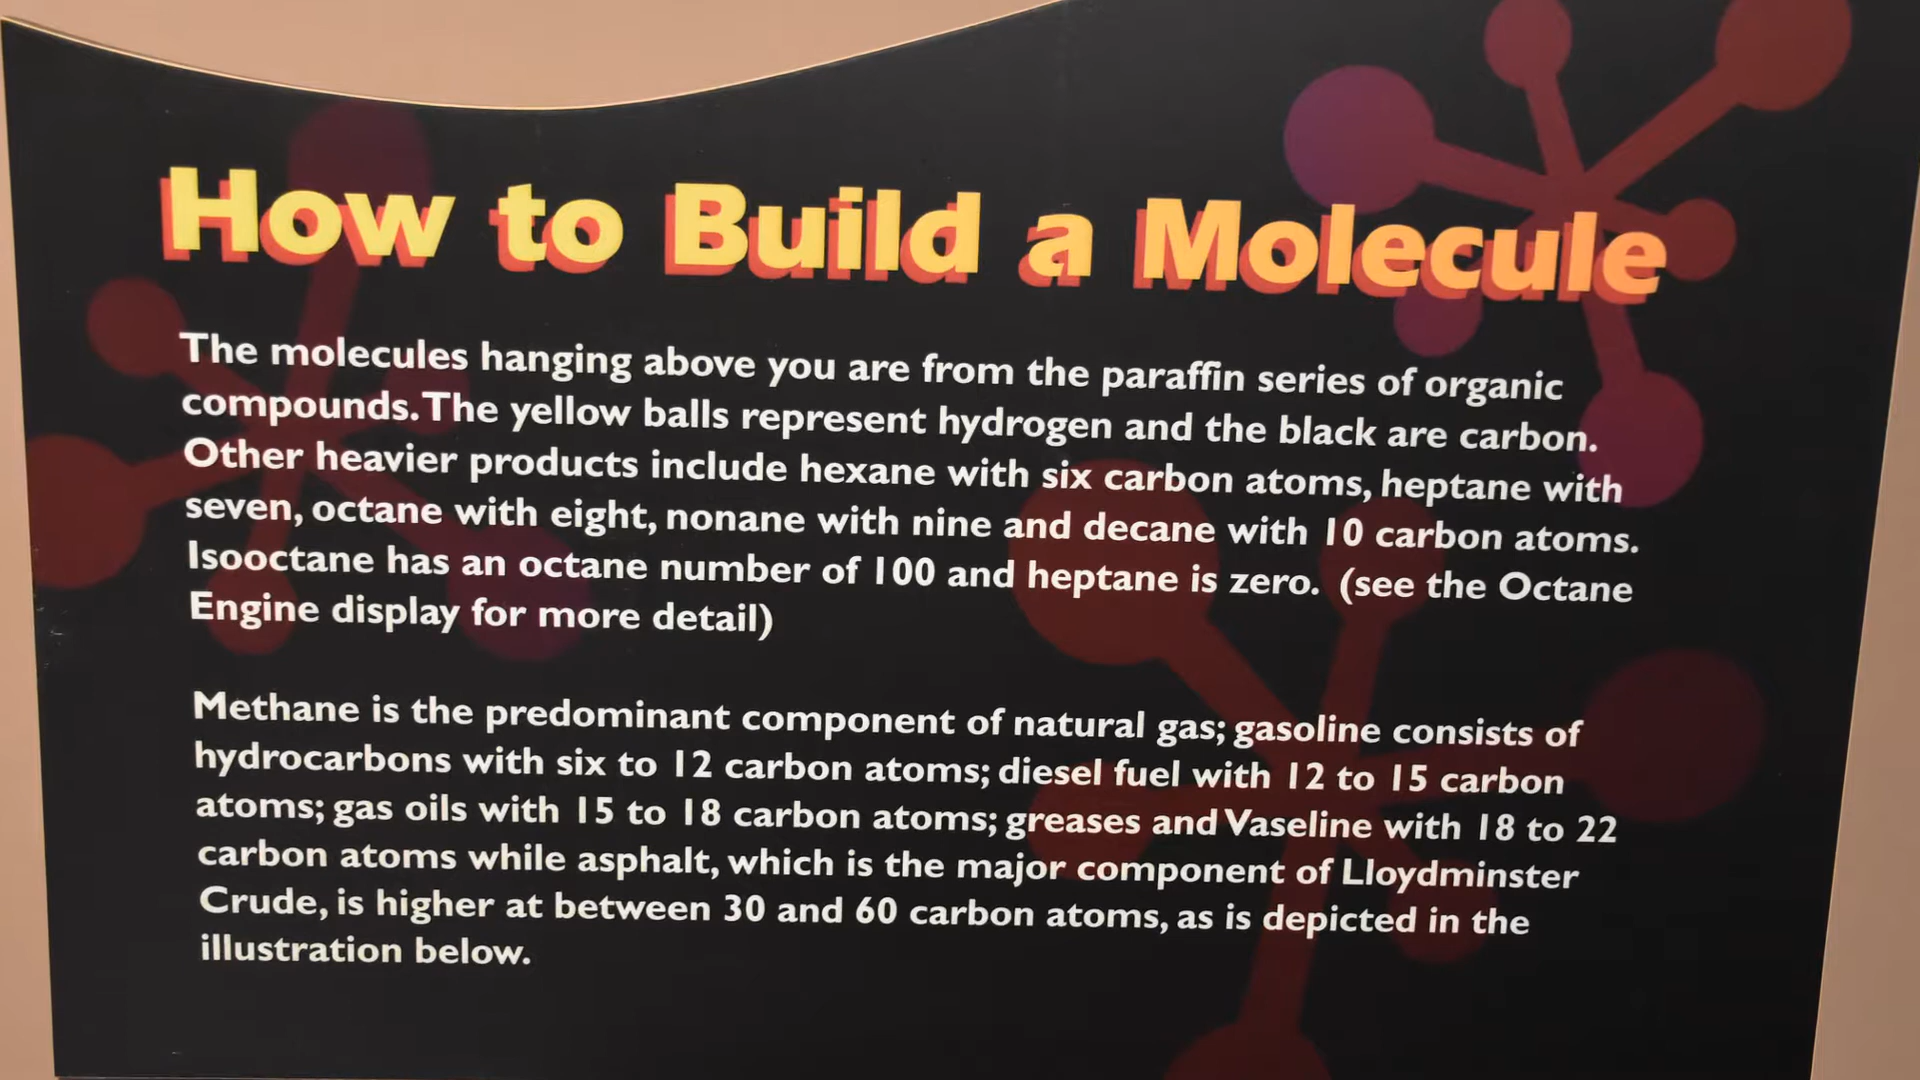 How to Build a Molecule
The molecules hanging above you are from the paraffin series of organic
compounds. The yellow balls represent hydrogen and the black are carbon.
Other heavier products include hexane with six carbon atoms, heptane with
seven, octane with eight, nonane with nine and decane with 10 carbon atoms.
Isooctane has an octane number of 100 and heptane is zero. (see the Octane
Engine display for more detail)
Methane is the predominant component of natural gas; gasoline consists of
hydrocarbons with six to 12 carbon atoms; diesel fuel with 12 to 15 carbon
atoms; gas oils with 15 to 18 carbon atoms; greases and Vaseline with 18 to 22
carbon atoms while asphalt, which is the major component of Lloydminster
Crude, is higher at between 30 and 60 carbon atoms, as is depicted in the
illustration below.